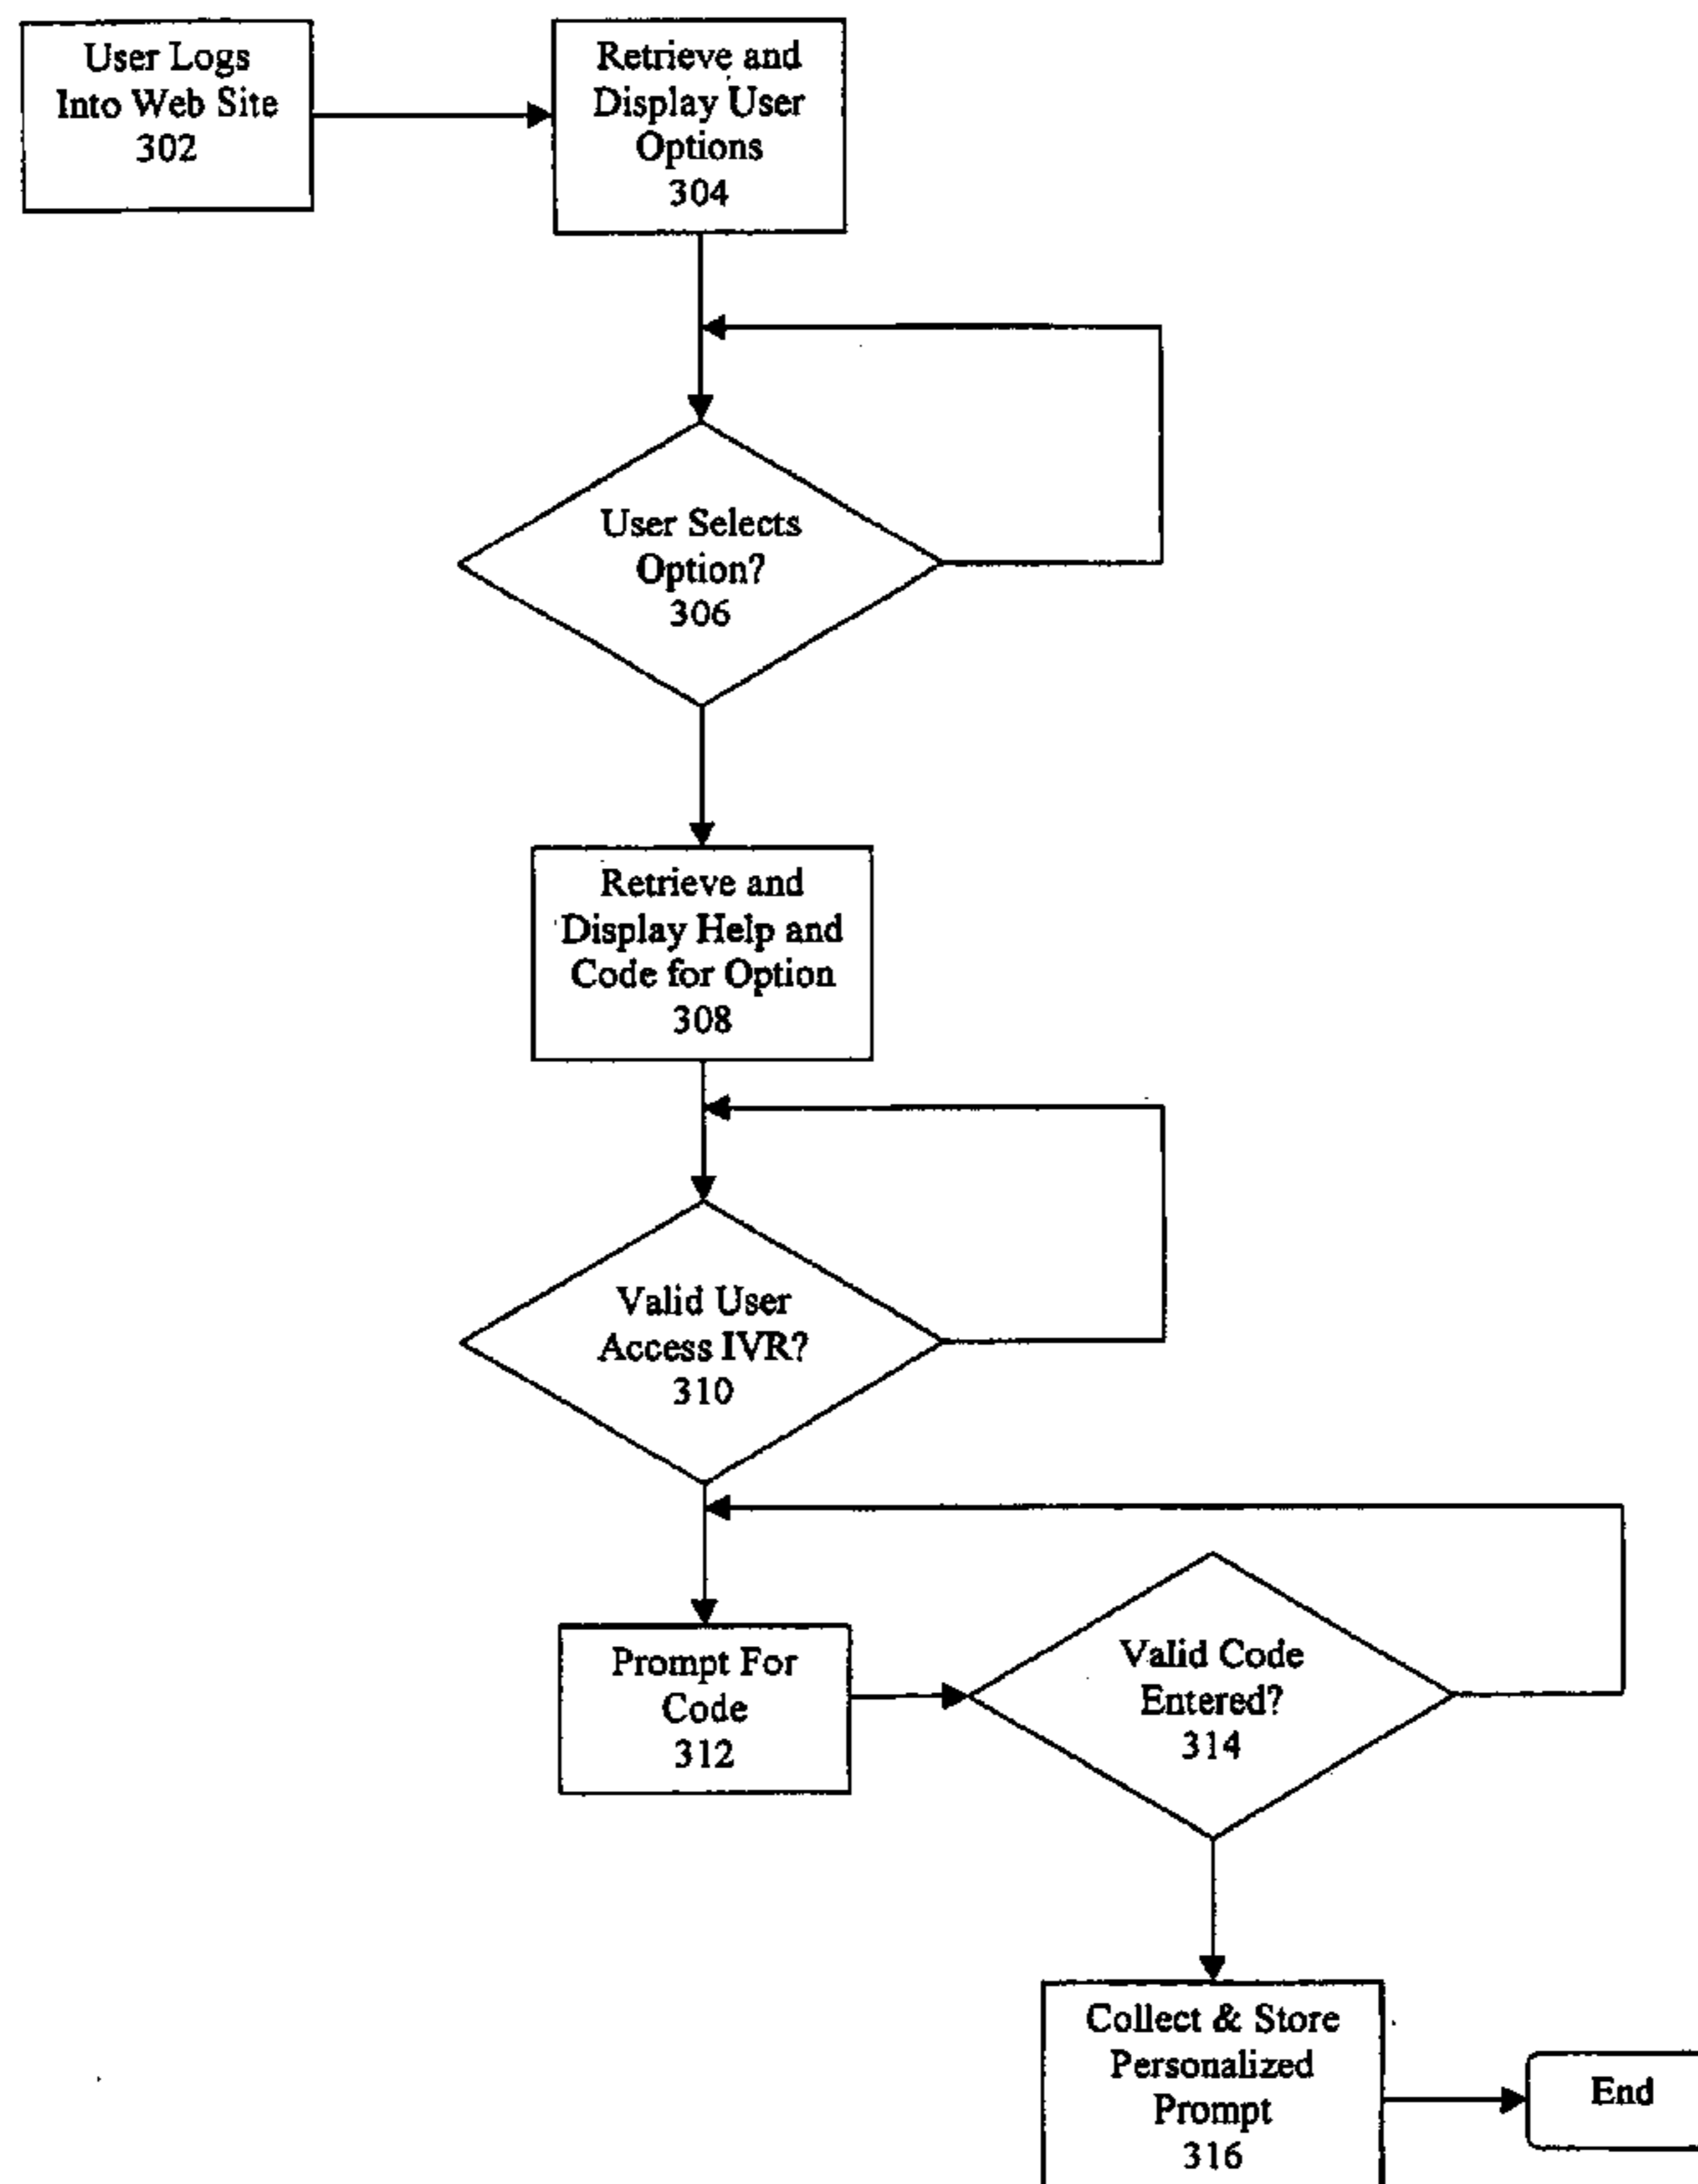 User Logs
Into Web Site
302
Retrieve and
Display User
Options
304
User Selects
Option?
306
Retrieve and
Display Help and
Code for Option
308
Valid User
Access IVR?
310
Prompt For
Code
312
Valid Code
Entered?
314
Collect & Store
Personalized
Prompt
316
End